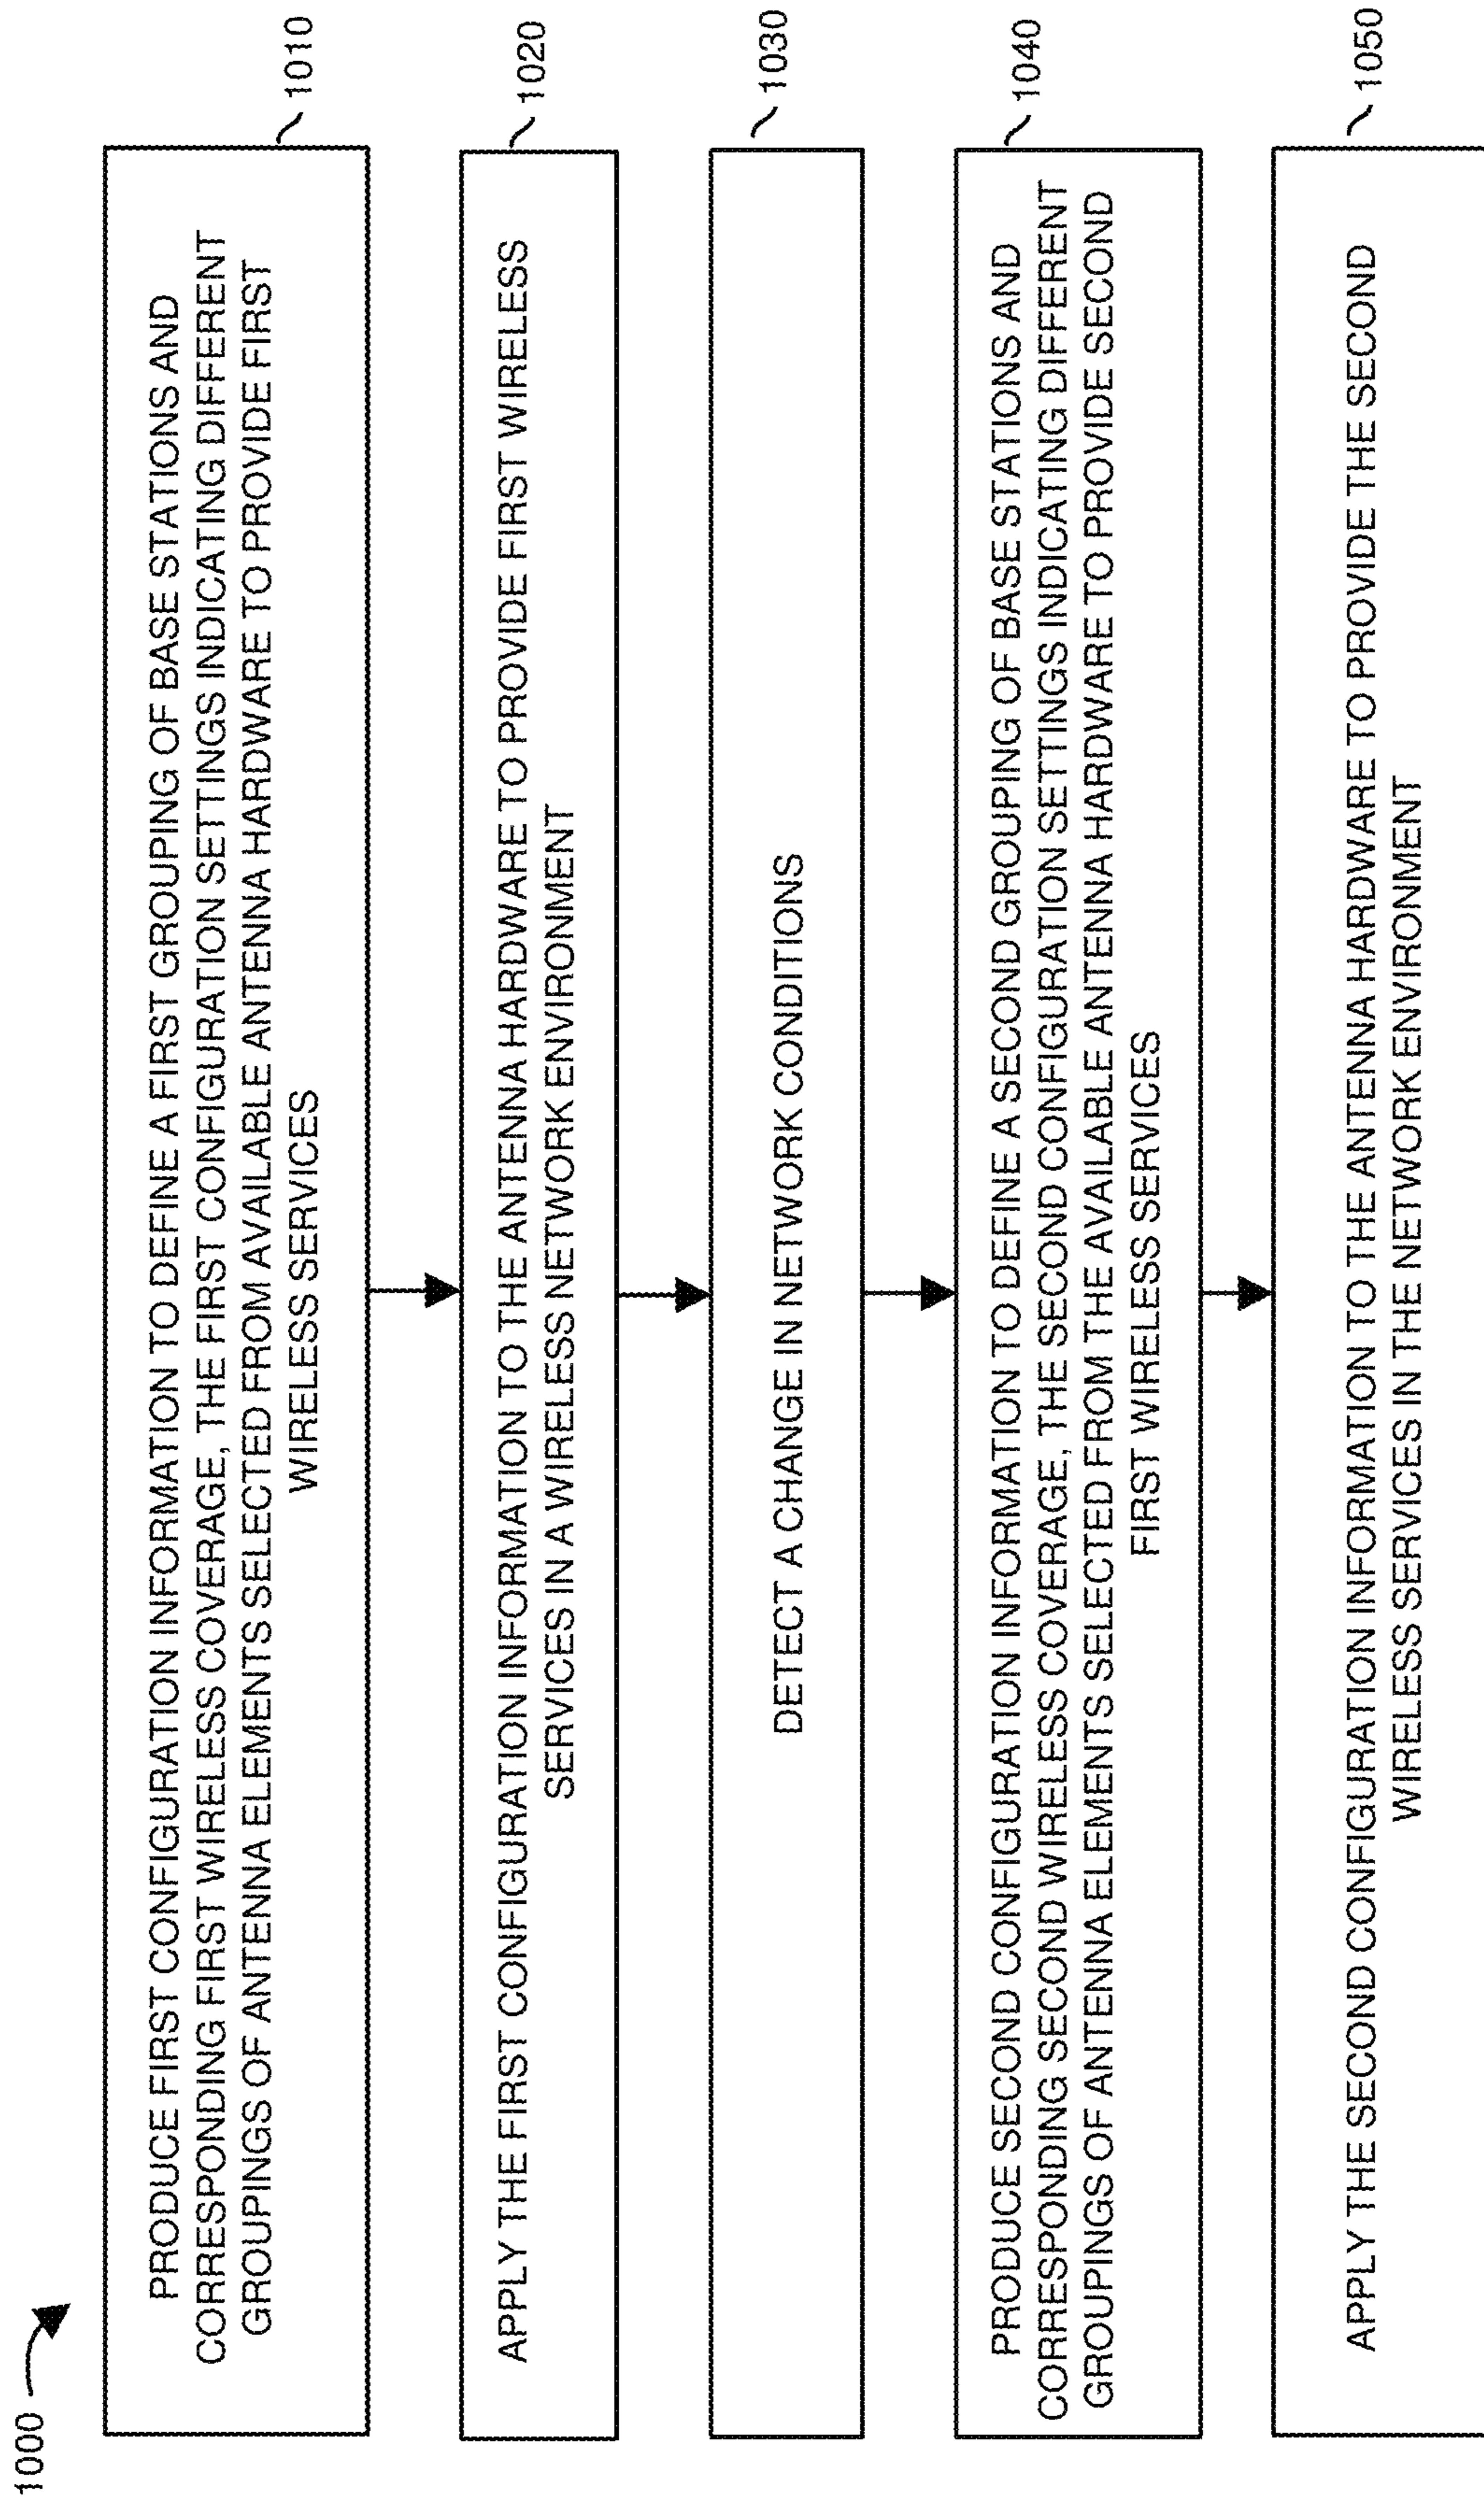 1000
PRODUCE FIRST CONFIGURATION INFORMATION TO DEFINE A FIRST GROUPING OF BASE STATIONS AND
CORRESPONDING FIRST WIRELESS COVERAGE, THE FIRST CONFIGURATION SETTINGS INDICATING DIFFERENT
GROUPINGS OF ANTENNA ELEMENTS SELECTED FROM AVAILABLE ANTENNA HARDWARE TO PROVIDE FIRST
WIRELESS SERVICES
1010
APPLY THE FIRST CONFIGURATION INFORMATION TO THE ANTENNA HARDWARE TO PROVIDE FIRST WIRELESS
SERVICES IN A WIRELESS NETWORK ENVIRONMENT
1020
DETECT A CHANGE IN NETWORK CONDITIONS
1030
PRODUCE SECOND CONFIGURATION INFORMATION TO DEFINE A SECOND GROUPING OF BASE STATIONS AND
CORRESPONDING SECOND WIRELESS COVERAGE, THE SECOND CONFIGURATION SETTINGS INDICATING DIFFERENT
GROUPINGS OF ANTENNA ELEMENTS SELECTED FROM THE AVAILABLE ANTENNA HARDWARE TO PROVIDE SECOND
FIRST WIRELESS SERVICES
1040
APPLY THE SECOND CONFIGURATION INFORMATION TO THE ANTENNA HARDWARE TO PROVIDE THE SECOND
WIRELESS SERVICES IN THE NETWORK ENVIRONMENT
1050